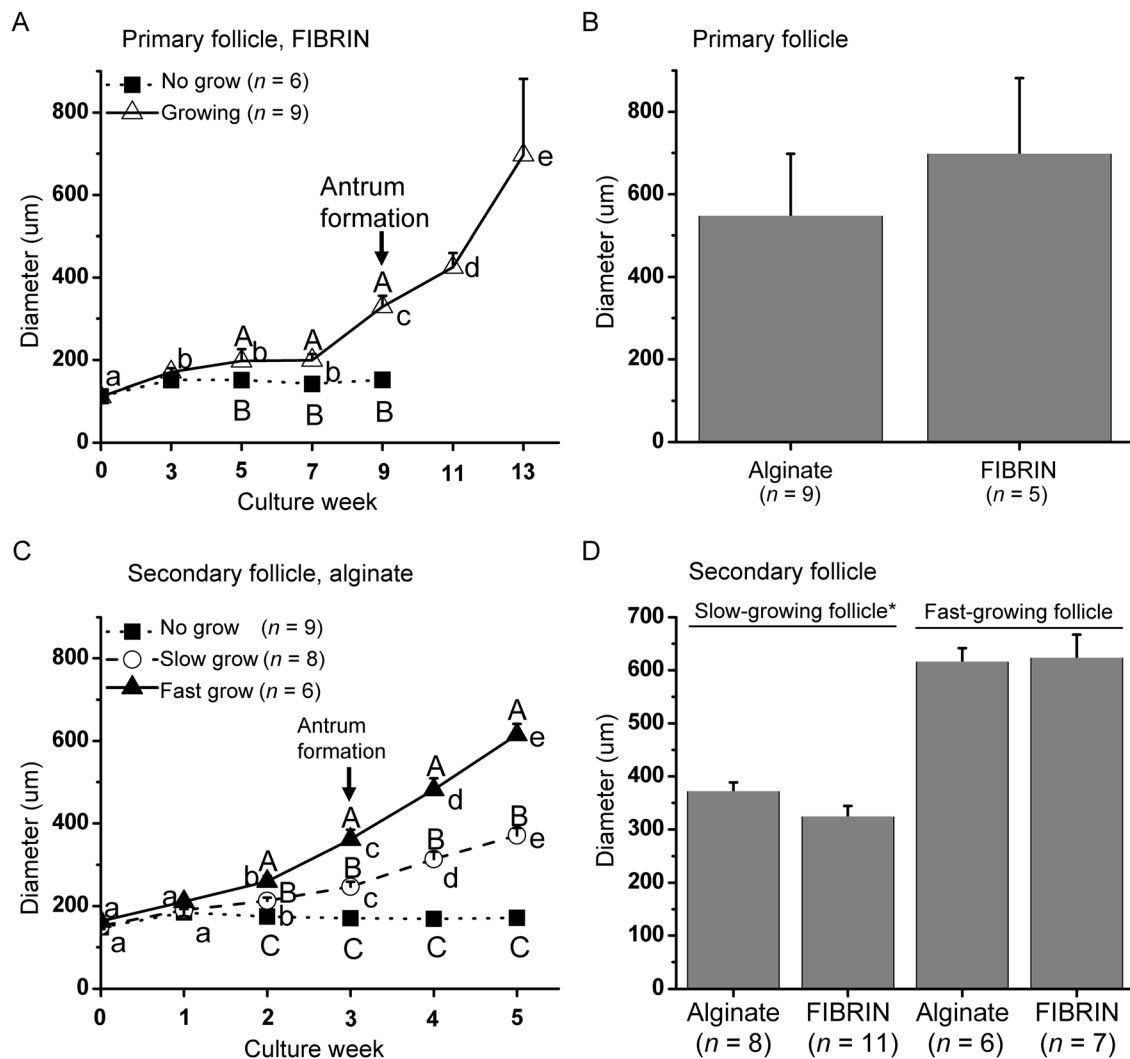 A
Primary follicle, FIBRIN
No grow (n = 6)
Growing (n = 9)
Diameter (um)
800
600
400
200
0
Antrum
formation
a
b
A
b
A
b
A
c
d
e
B
B
B
0 3 5 7 9 11 13
Culture week
B
Primary follicle
Diameter (um)
800
600
400
200
0
Alginate FIBRIN
(n = 9) (n = 5)
C
Secondary follicle, alginate
No grow (n = 9)
Slow grow (n = 8)
Fast grow (n = 6)
Diameter (um)
800
600
400
200
0
Antrum
formation
a
a
a
a
b
A
B
b
C
A
c
B
c
C
A
d
B
d
C
A
e
B
e
C
0 1 2 3 4 5
Culture week
D
Secondary follicle
Slow-growing follicle* Fast-growing follicle
Diameter (um)
700
600
500
400
300
200
100
0
Alginate FIBRIN Alginate FIBRIN
(n = 8) (n = 11) (n = 6) (n = 7)